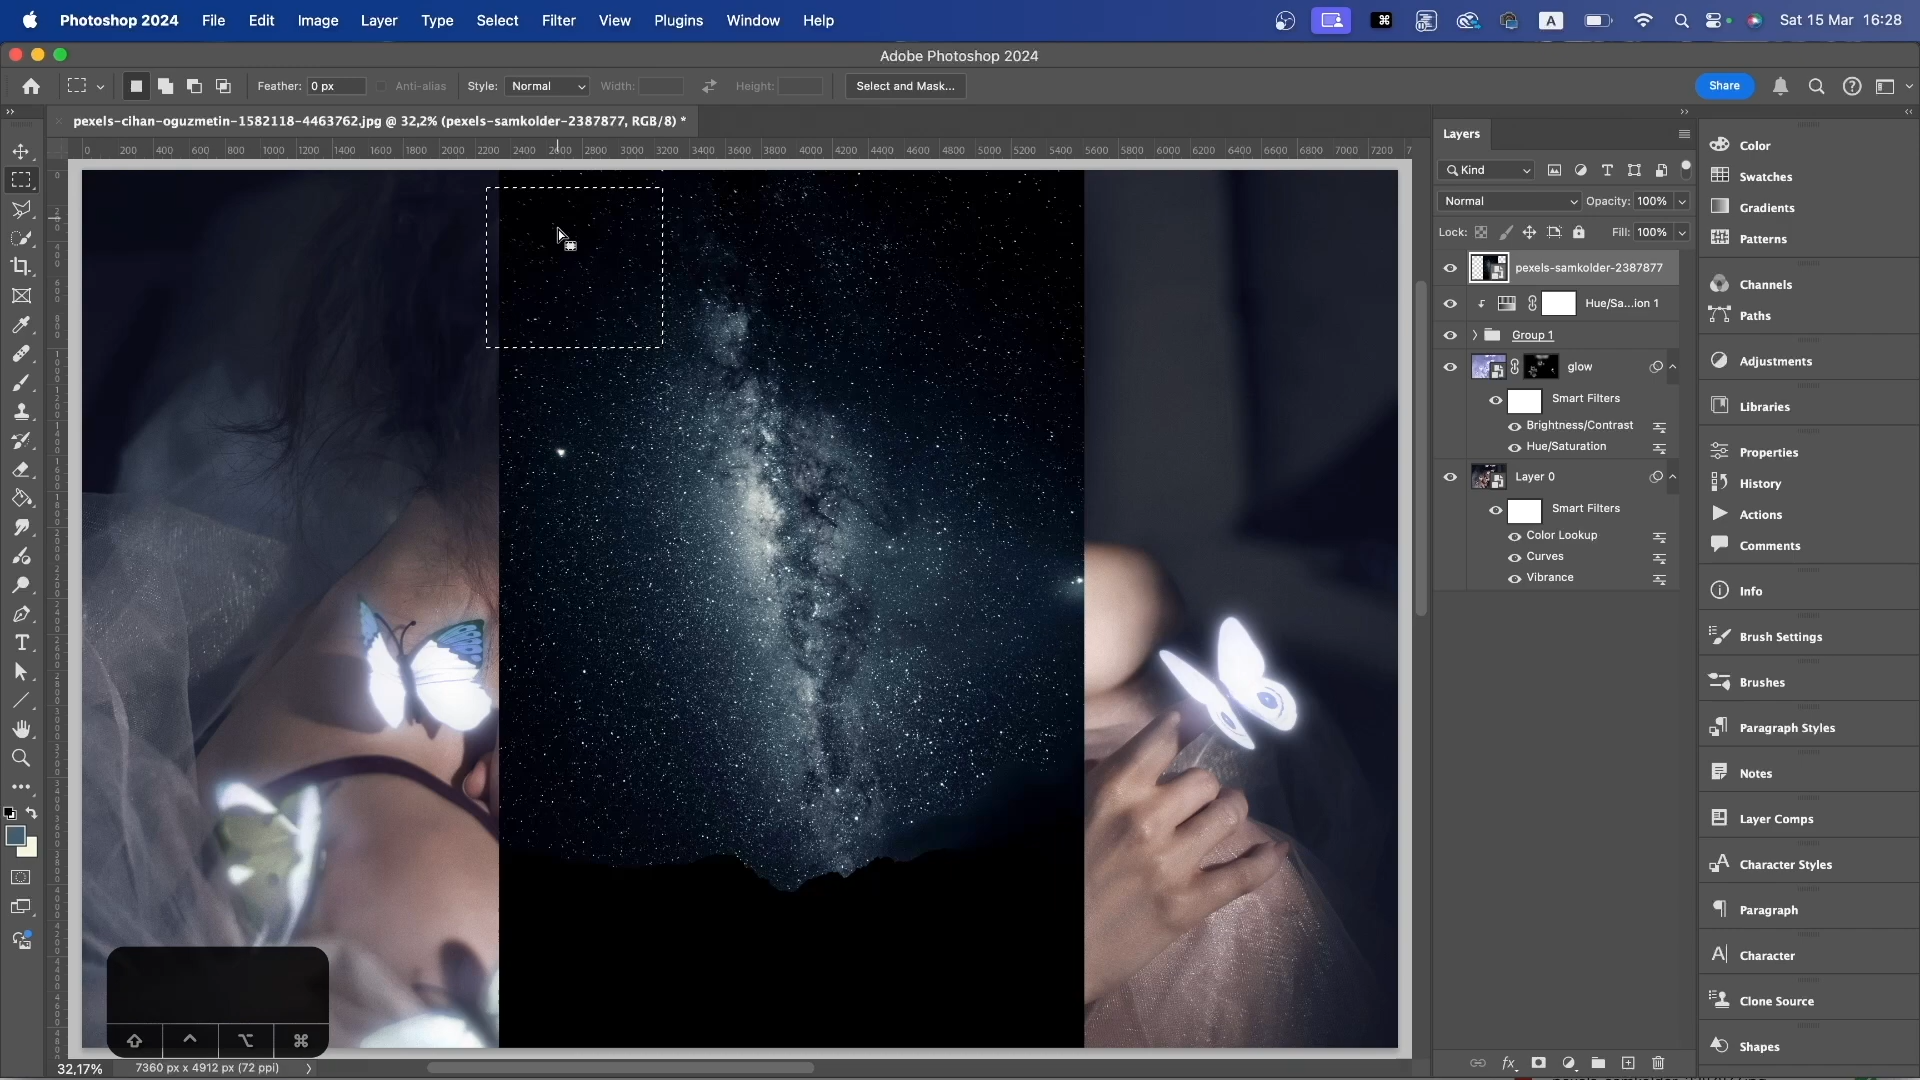 Photoshop 2024 File Edit Image Layer Type Select Filter View Plugins Window Help A Sat 15 Mar 16:28
Adobe Photoshop 2024
Feather: 0 px Anti-alias Style: Normal Width: Height: Select and Mask... Share
pexels-cihan-oguzmetin-1582118-4463762.jpg @ 32,2% (pexels-samkolder-2387877, RGB/8) *
0 200 400 600 800 1000 1200 1400 1600 1800 2000 2200 2400 2600 2800 3000 3200 3400 3600 3800 4000 4200 4400 4600 4800 5000 5200 5400 5600 5800 6000 6200 6400 6600 6800 7000 7200
Layers
Kind
Normal Opacity: 100%
Lock: Fill: 100%
pexels-samkolder-2387877
Hue/Sa...ion 1
Group 1
glow
Smart Filters
Brightness/Contrast
Hue/Saturation
Layer 0
Smart Filters
Color Lookup
Curves
Vibrance
Color
Swatches
Gradients
Patterns
Channels
Paths
Adjustments
Libraries
Properties
History
Actions
Comments
Info
Brush Settings
Brushes
Paragraph Styles
Notes
Layer Comps
Character Styles
Paragraph
Character
Clone Source
Shapes
32,17% 7360 px x 4912 px (72 ppi)